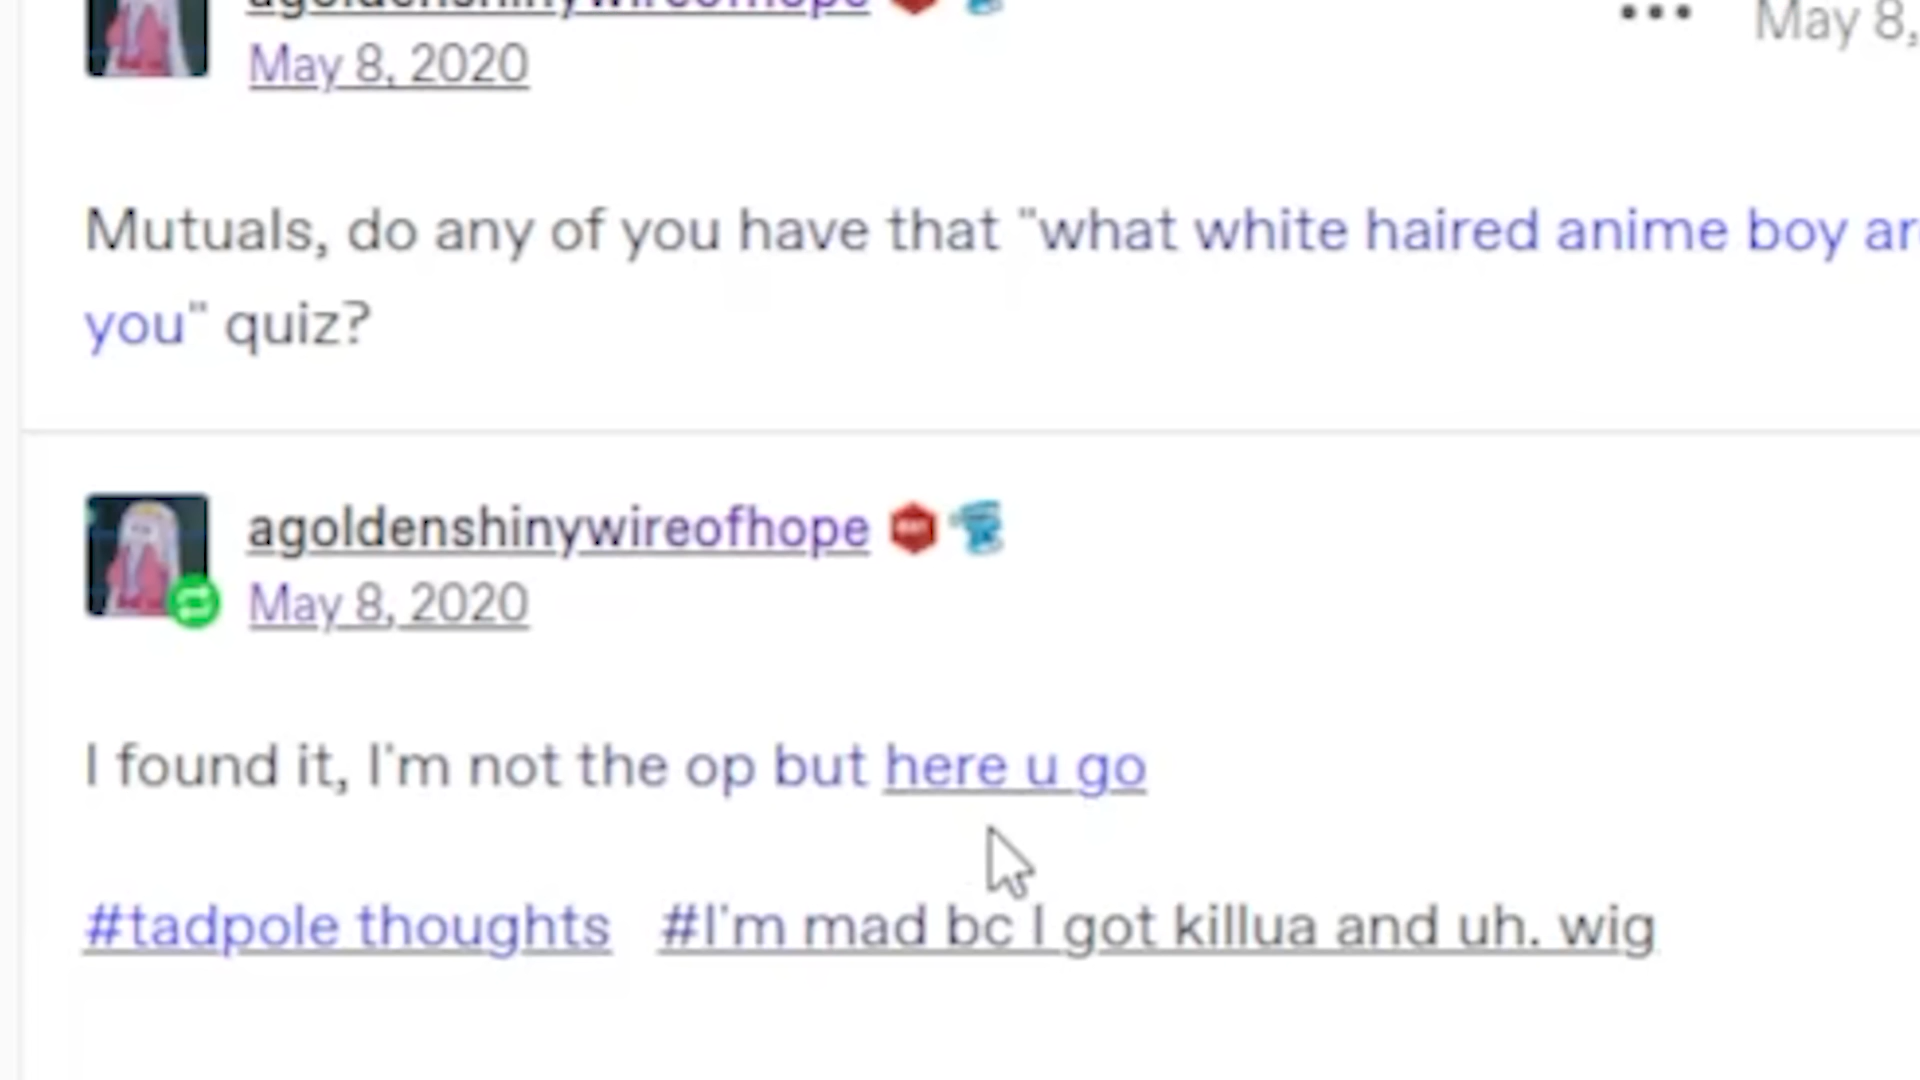 agoldenshinywireofhope
May 8, 2020
May 8,
Mutuals, do any of you have that "what white haired anime boy ar
you" quiz?
agoldenshinywireofhope
May 8, 2020
I found it, I'm not the op but here u go
#tadpole thoughts #I'm mad bc I got killua and uh. wig